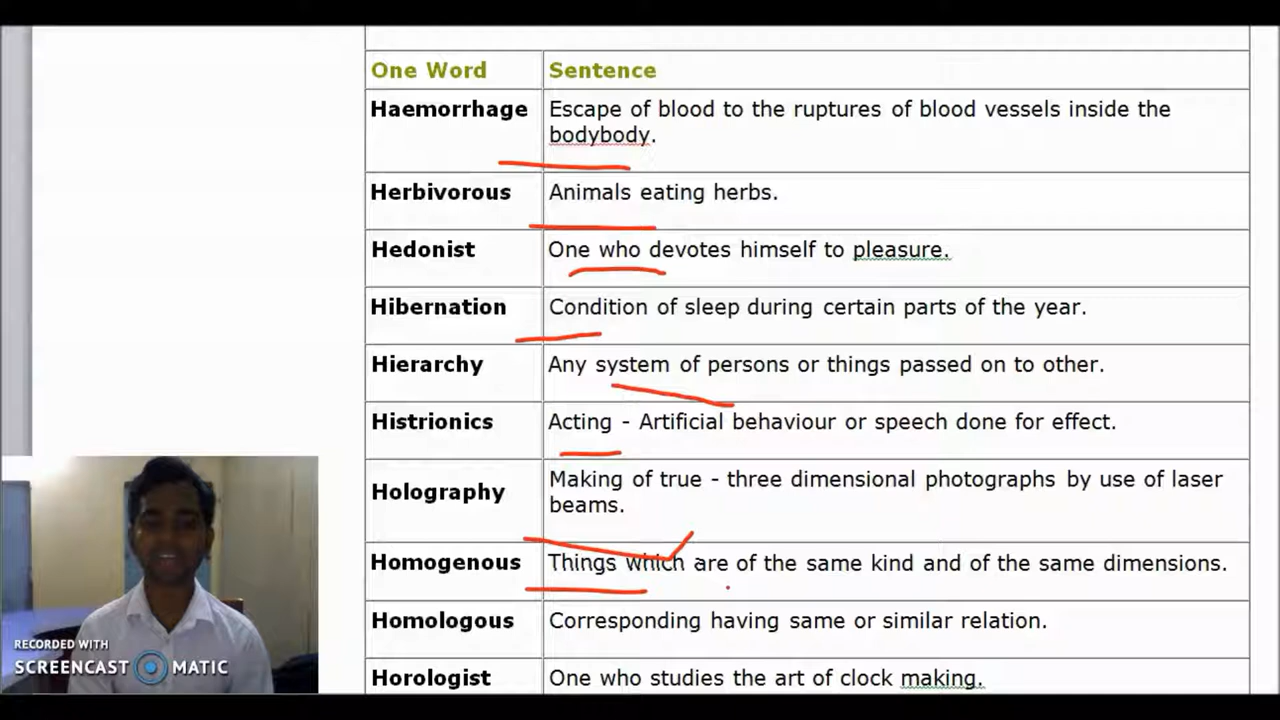 One Word Sentence
Haemorrhage Escape of blood to the ruptures of blood vessels inside the
bodybody.
Herbivorous Animals eating herbs.
Hedonist One who devotes himself to pleasure.
Hibernation Condition of sleep during certain parts of the year.
Hierarchy Any system of persons or things passed on to other.
Histrionics Acting - Artificial behaviour or speech done for effect.
Holography Making of true - three dimensional photographs by use of laser
beams.
Homogenous Things which are of the same kind and of the same dimensions.
Homologous Corresponding having same or similar relation.
Horologist One who studies the art of clock making.
RECORDED WITH
SCREENCAST MATIC